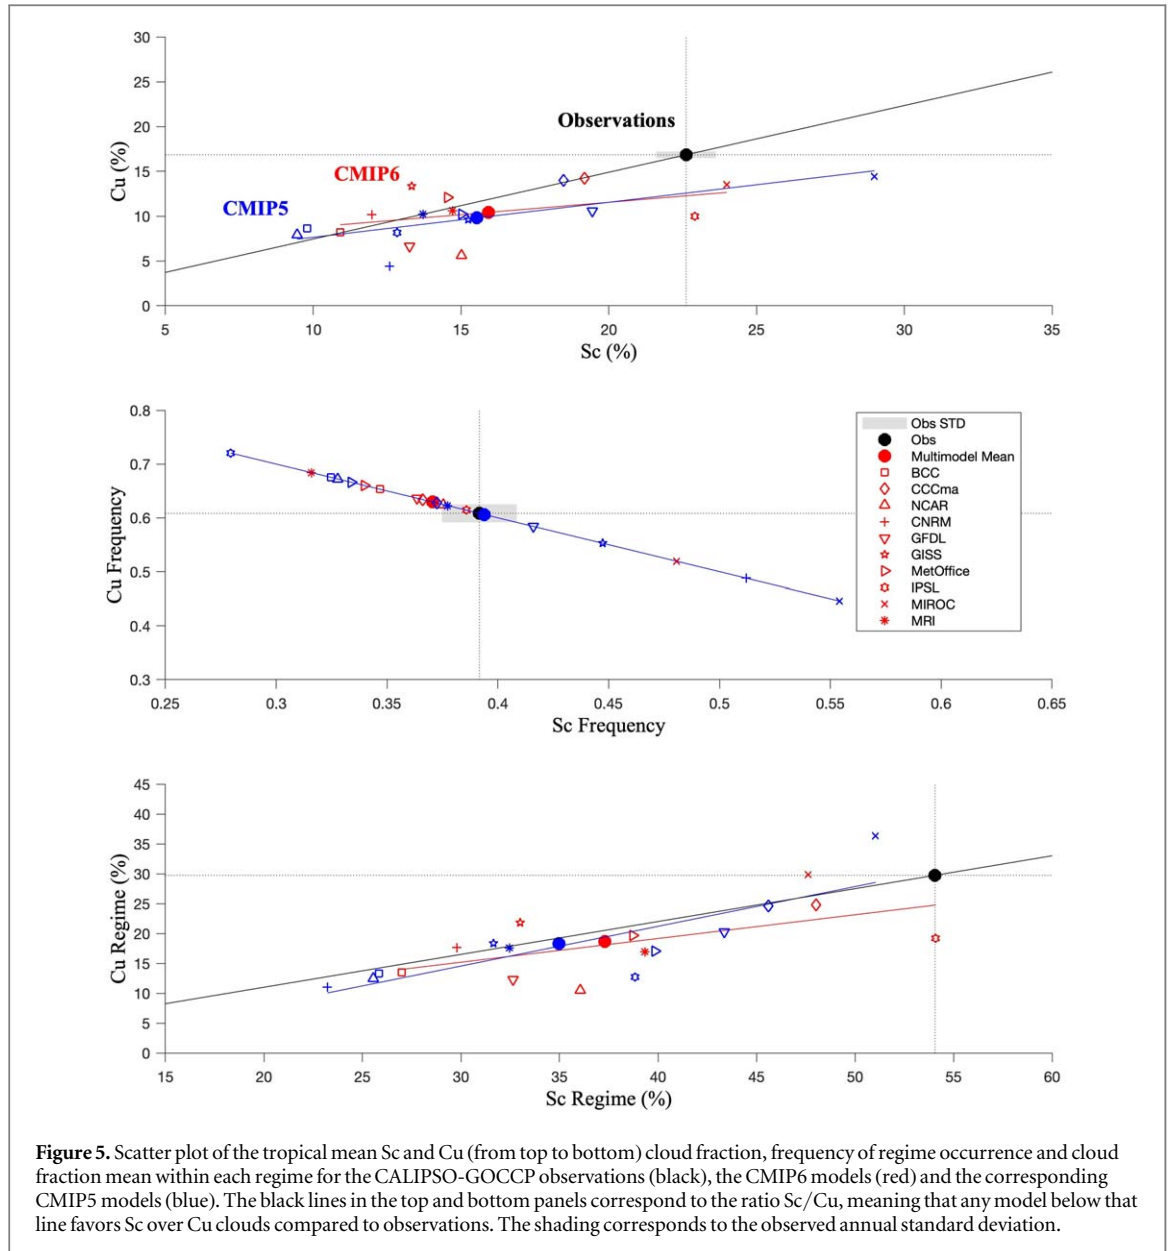 30
25
20
15
10
5
0
Cu (%)
Observations
CMIP6
CMIP5
5 10 15 20 25 30 35
Sc (%)
0.8
0.7
0.6
0.5
0.4
0.3
Cu Frequency
Obs STD
Obs
Multimodel Mean
BCC
CCCma
NCAR
CNRM
GFDL
GISS
MetOffice
IPSL
MIROC
MRI
0.25 0.3 0.35 0.4 0.45 0.5 0.55 0.6 0.65
Sc Frequency
45
40
35
30
25
20
15
10
5
0
Cu Regime (%)
15 20 25 30 35 40 45 50 55 60
Sc Regime (%)
Figure 5. Scatter plot of the tropical mean Sc and Cu (from top to bottom) cloud fraction, frequency of regime occurrence and cloud
fraction mean within each regime for the CALIPSO-GOCCP observations (black), the CMIP6 models (red) and the corresponding
CMIP5 models (blue). The black lines in the top and bottom panels correspond to the ratio Sc/Cu, meaning that any model below that
line favors Sc over Cu clouds compared to observations. The shading corresponds to the observed annual standard deviation.